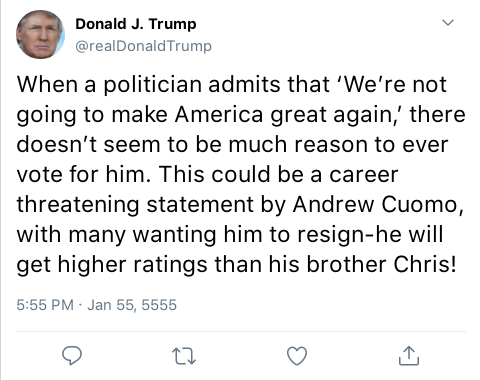 Donald J. Trump
@realDonaldTrump
When a politician admits that ‘We’re not
going to make America great again,’ there
doesn’t seem to be much reason to ever
vote for him. This could be a career
threatening statement by Andrew Cuomo,
with many wanting him to resign-he will
get higher ratings than his brother Chris!
5:55 PM · Jan 55, 5555